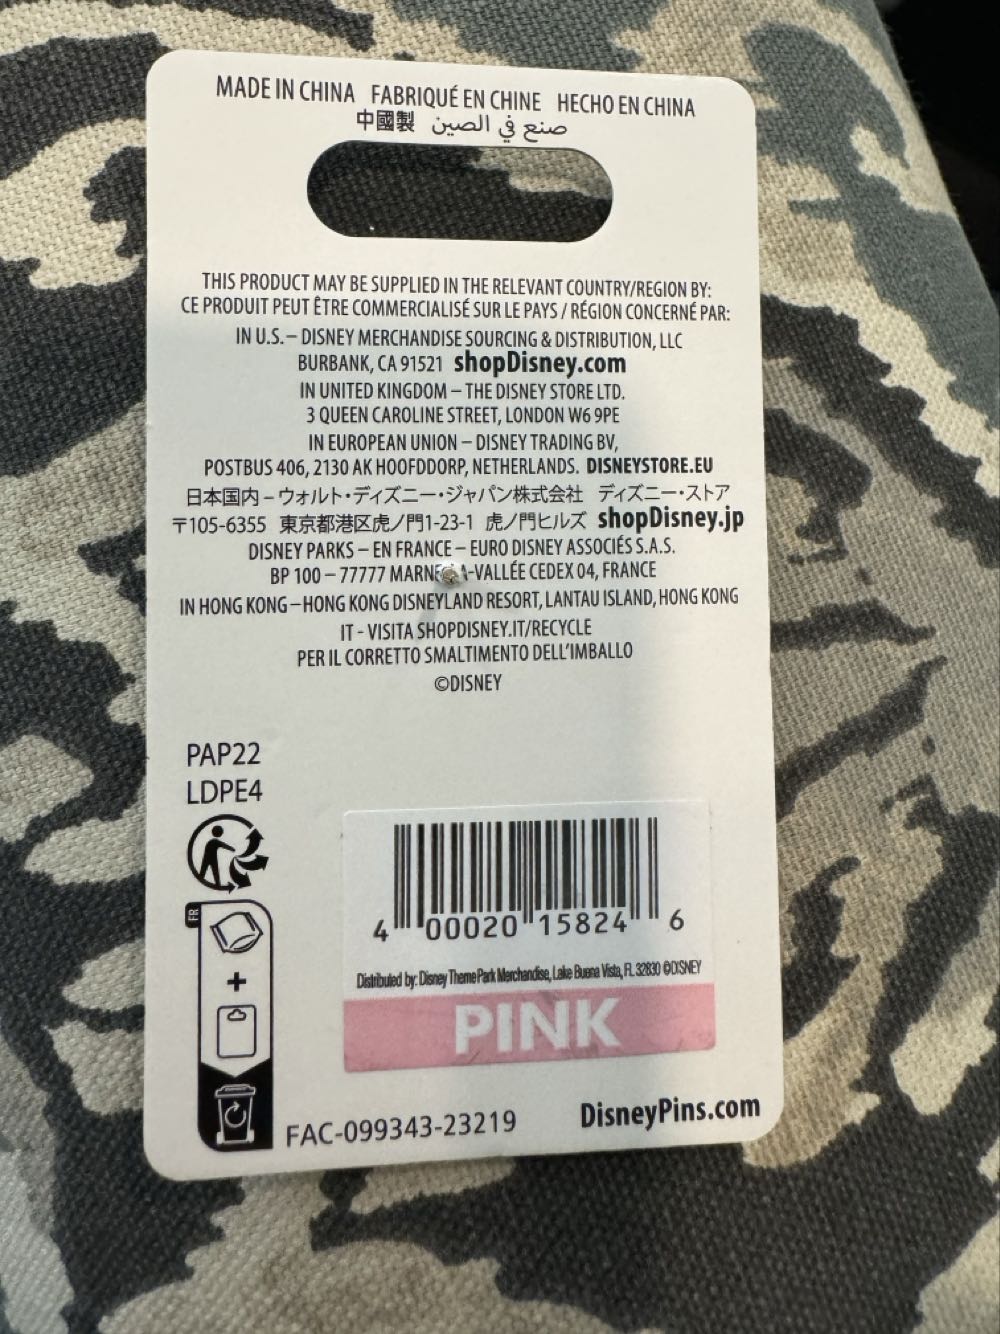 MADE IN CHINA FABRIQUÉ EN CHINE HECHO EN CHINA
中國製 صنع في الصين
THIS PRODUCT MAY BE SUPPLIED IN THE RELEVANT COUNTRY/REGION BY:
CE PRODUIT PEUT ÊTRE COMMERCIALISÉ SUR LE PAYS / RÉGION CONCERNÉ PAR:
IN U.S. – DISNEY MERCHANDISE SOURCING & DISTRIBUTION, LLC
BURBANK, CA 91521 shopDisney.com
IN UNITED KINGDOM – THE DISNEY STORE LTD.
3 QUEEN CAROLINE STREET, LONDON W6 9PE
IN EUROPEAN UNION – DISNEY TRADING BV,
POSTBUS 406, 2130 AK HOOFDDORP, NETHERLANDS. DISNEYSTORE.EU
日本国内 – ウォルト・ディズニー・ジャパン株式会社 ディズニー・ストア
〒105-6355 東京都港区虎ノ門1-23-1 虎ノ門ヒルズ shopDisney.jp
DISNEY PARKS – EN FRANCE – EURO DISNEY ASSOCIÉS S.A.S.
BP 100 – 77777 -VALLÉE CEDEX 04, FRANCE
IN HONG KONG – HONG KONG DISNEYLAND RESORT, LANTAU ISLAND, HONG KONG
IT - VISITA SHOPDISNEY.IT/RECYCLE
PER IL CORRETTO SMALTIMENTO DELL'IMBALLO
©DISNEY
PAP22
LDPE4
FR
+
4 00020 15824 6
Distributed by: Disney Theme Park Merchandise, Lake Buena Vista, FL 32830 ©DISNEY
PINK
FAC-099343-23219
DisneyPins.com